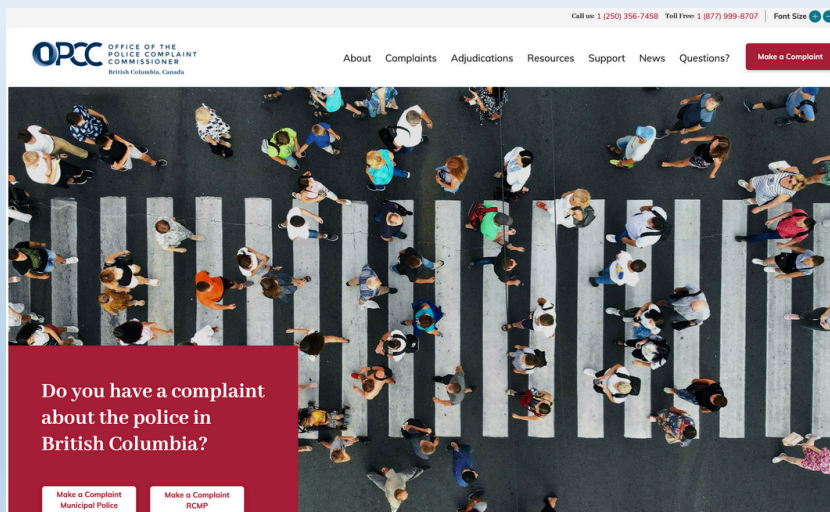 Call us: 1 (250) 356-7458 Toll Free: 1 (877) 999-8707 Font Size + -
OPCC
OFFICE OF THE
POLICE COMPLAINT
COMMISSIONER
British Columbia, Canada
About Complaints Adjudications Resources Support News Questions? Make a Complaint
Do you have a complaint
about the police in
British Columbia?
Make a Complaint
Municipal Police
Make a Complaint
RCMP